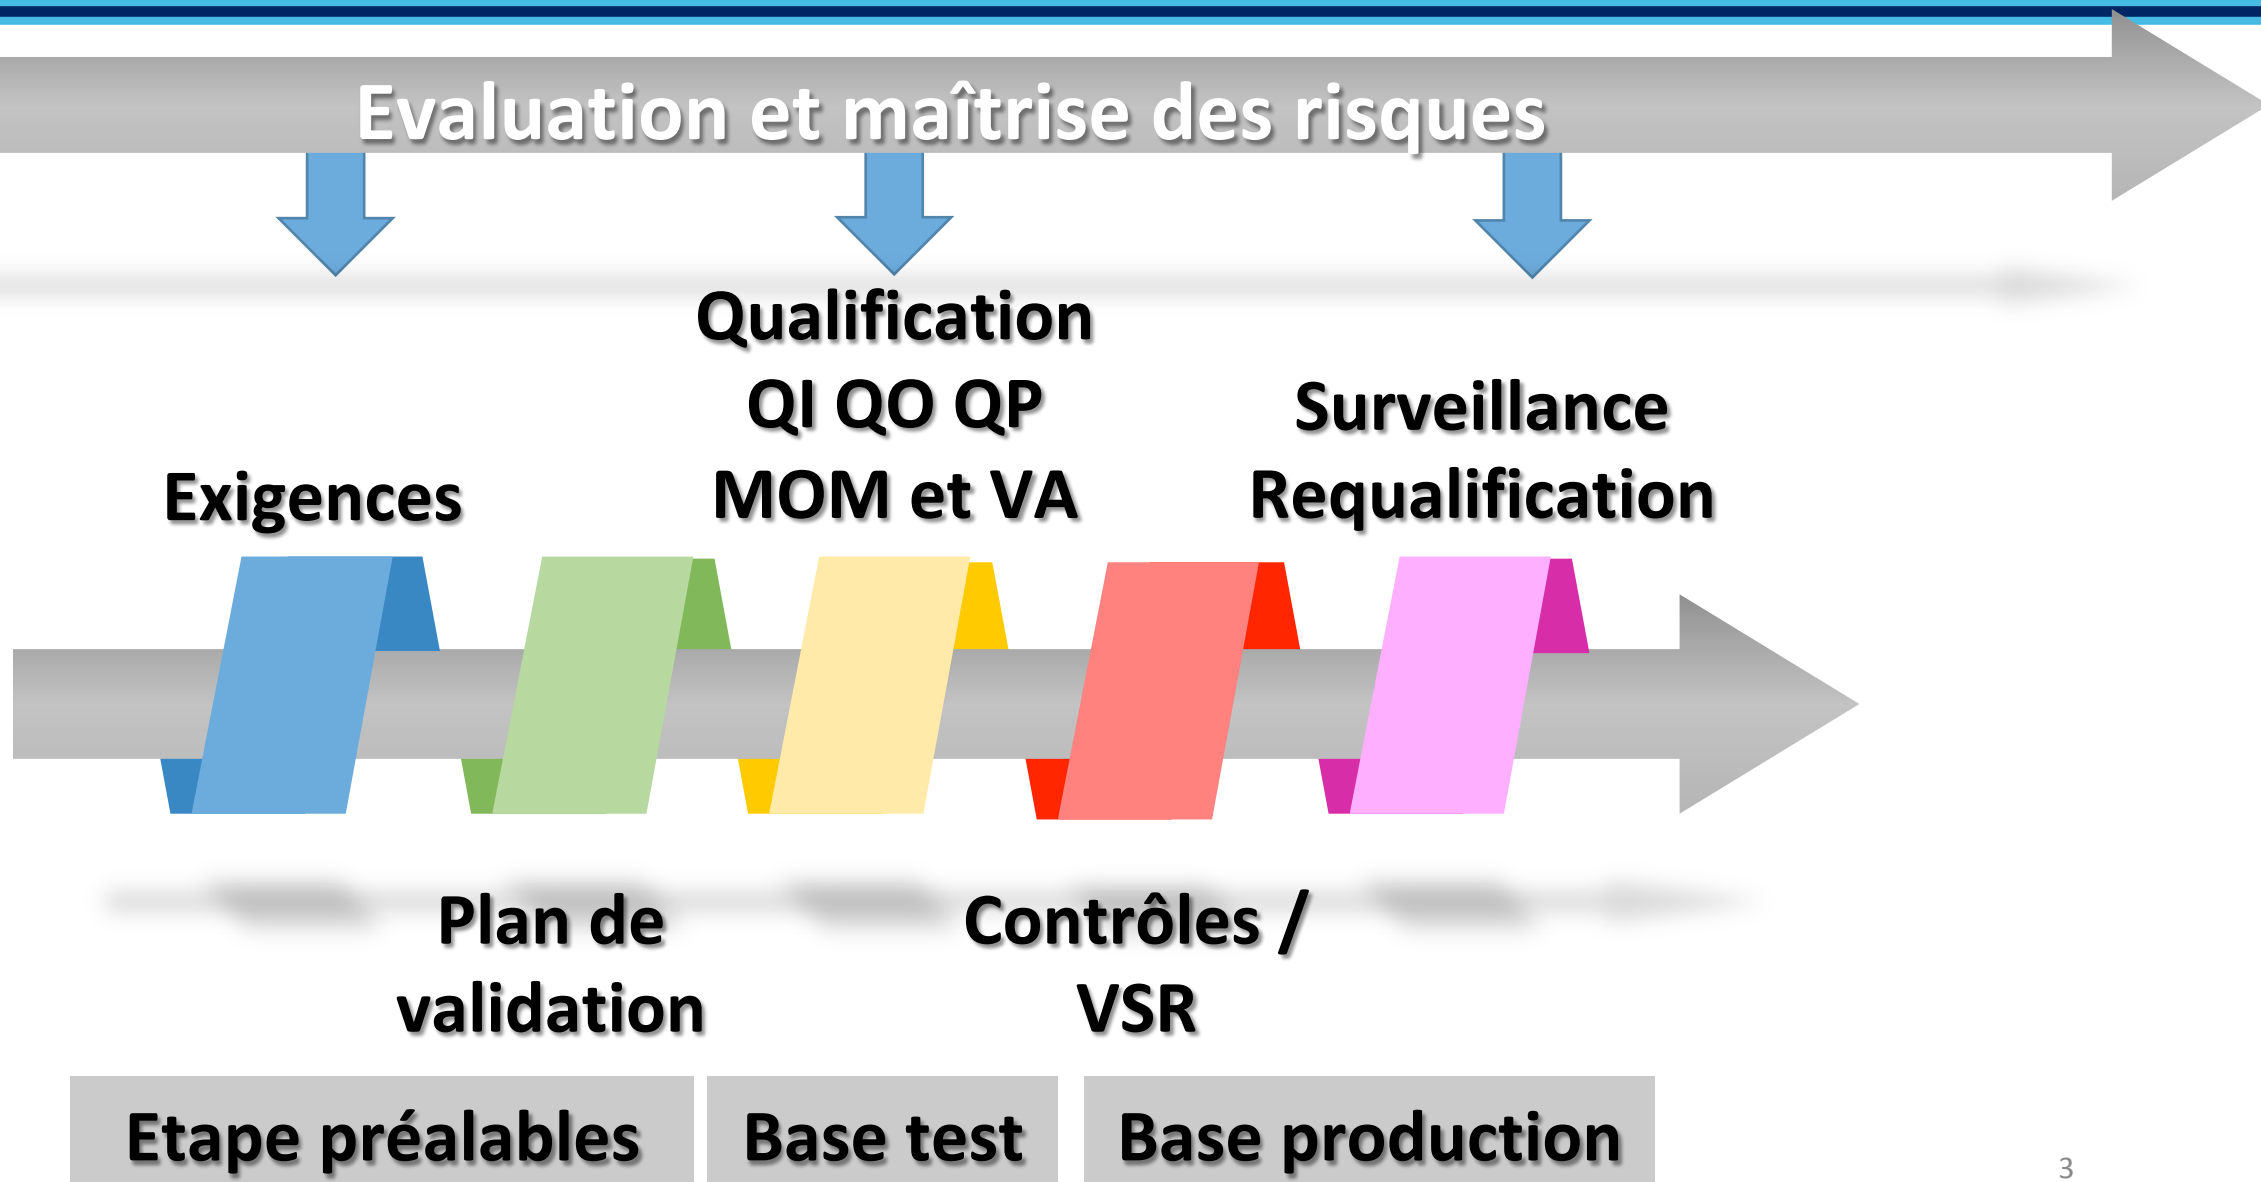 Evaluation et maîtrise des risques
Qualification
QI QO QP
MOM et VA
Surveillance
Requalification
Exigences
Plan de
validation
Contrôles /
VSR
Etape préalables
Base test
Base production
3